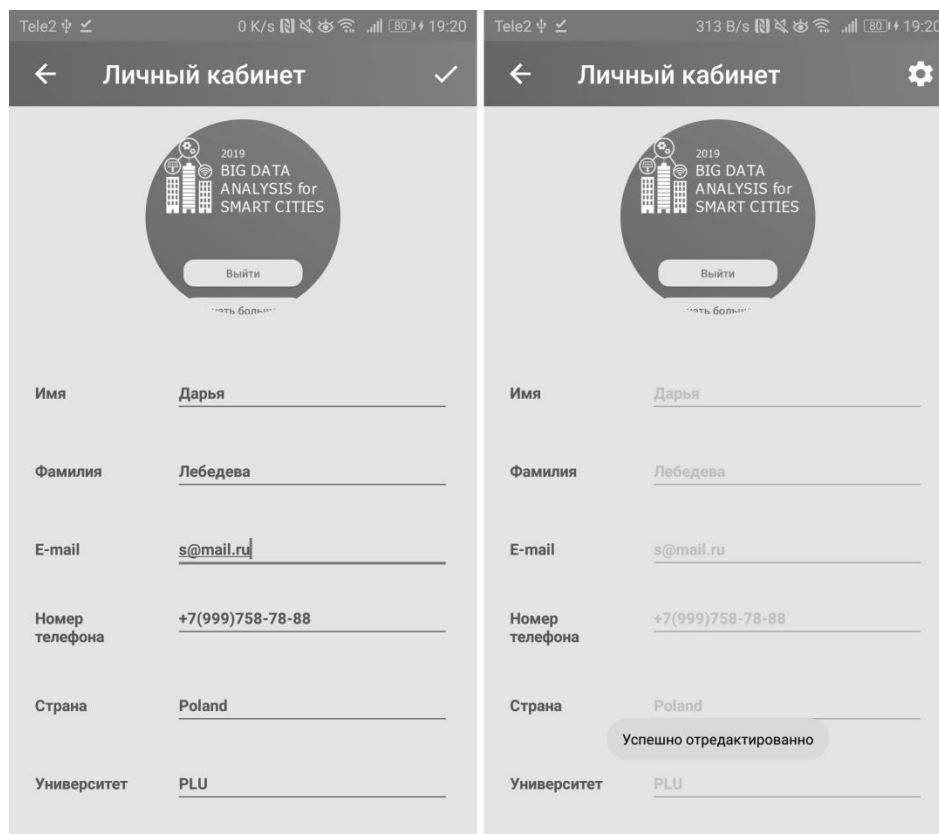 Tele2 0 K/s 80 19:20
Личный кабинет
2019
BIG DATA
ANALYSIS for
SMART CITIES
Выйти
Имя Дарья
Фамилия Лебедева
E-mail s@mail.ru
Номер
телефона +7(999)758-78-88
Страна Poland
Университет PLU
Tele2 313 B/s 80 19:20
Личный кабинет
2019
BIG DATA
ANALYSIS for
SMART CITIES
Выйти
Имя Дарья
Фамилия Лебедева
E-mail s@mail.ru
Номер
телефона +7(999)758-78-88
Страна Poland
Успешно отредактированно
Университет PLU